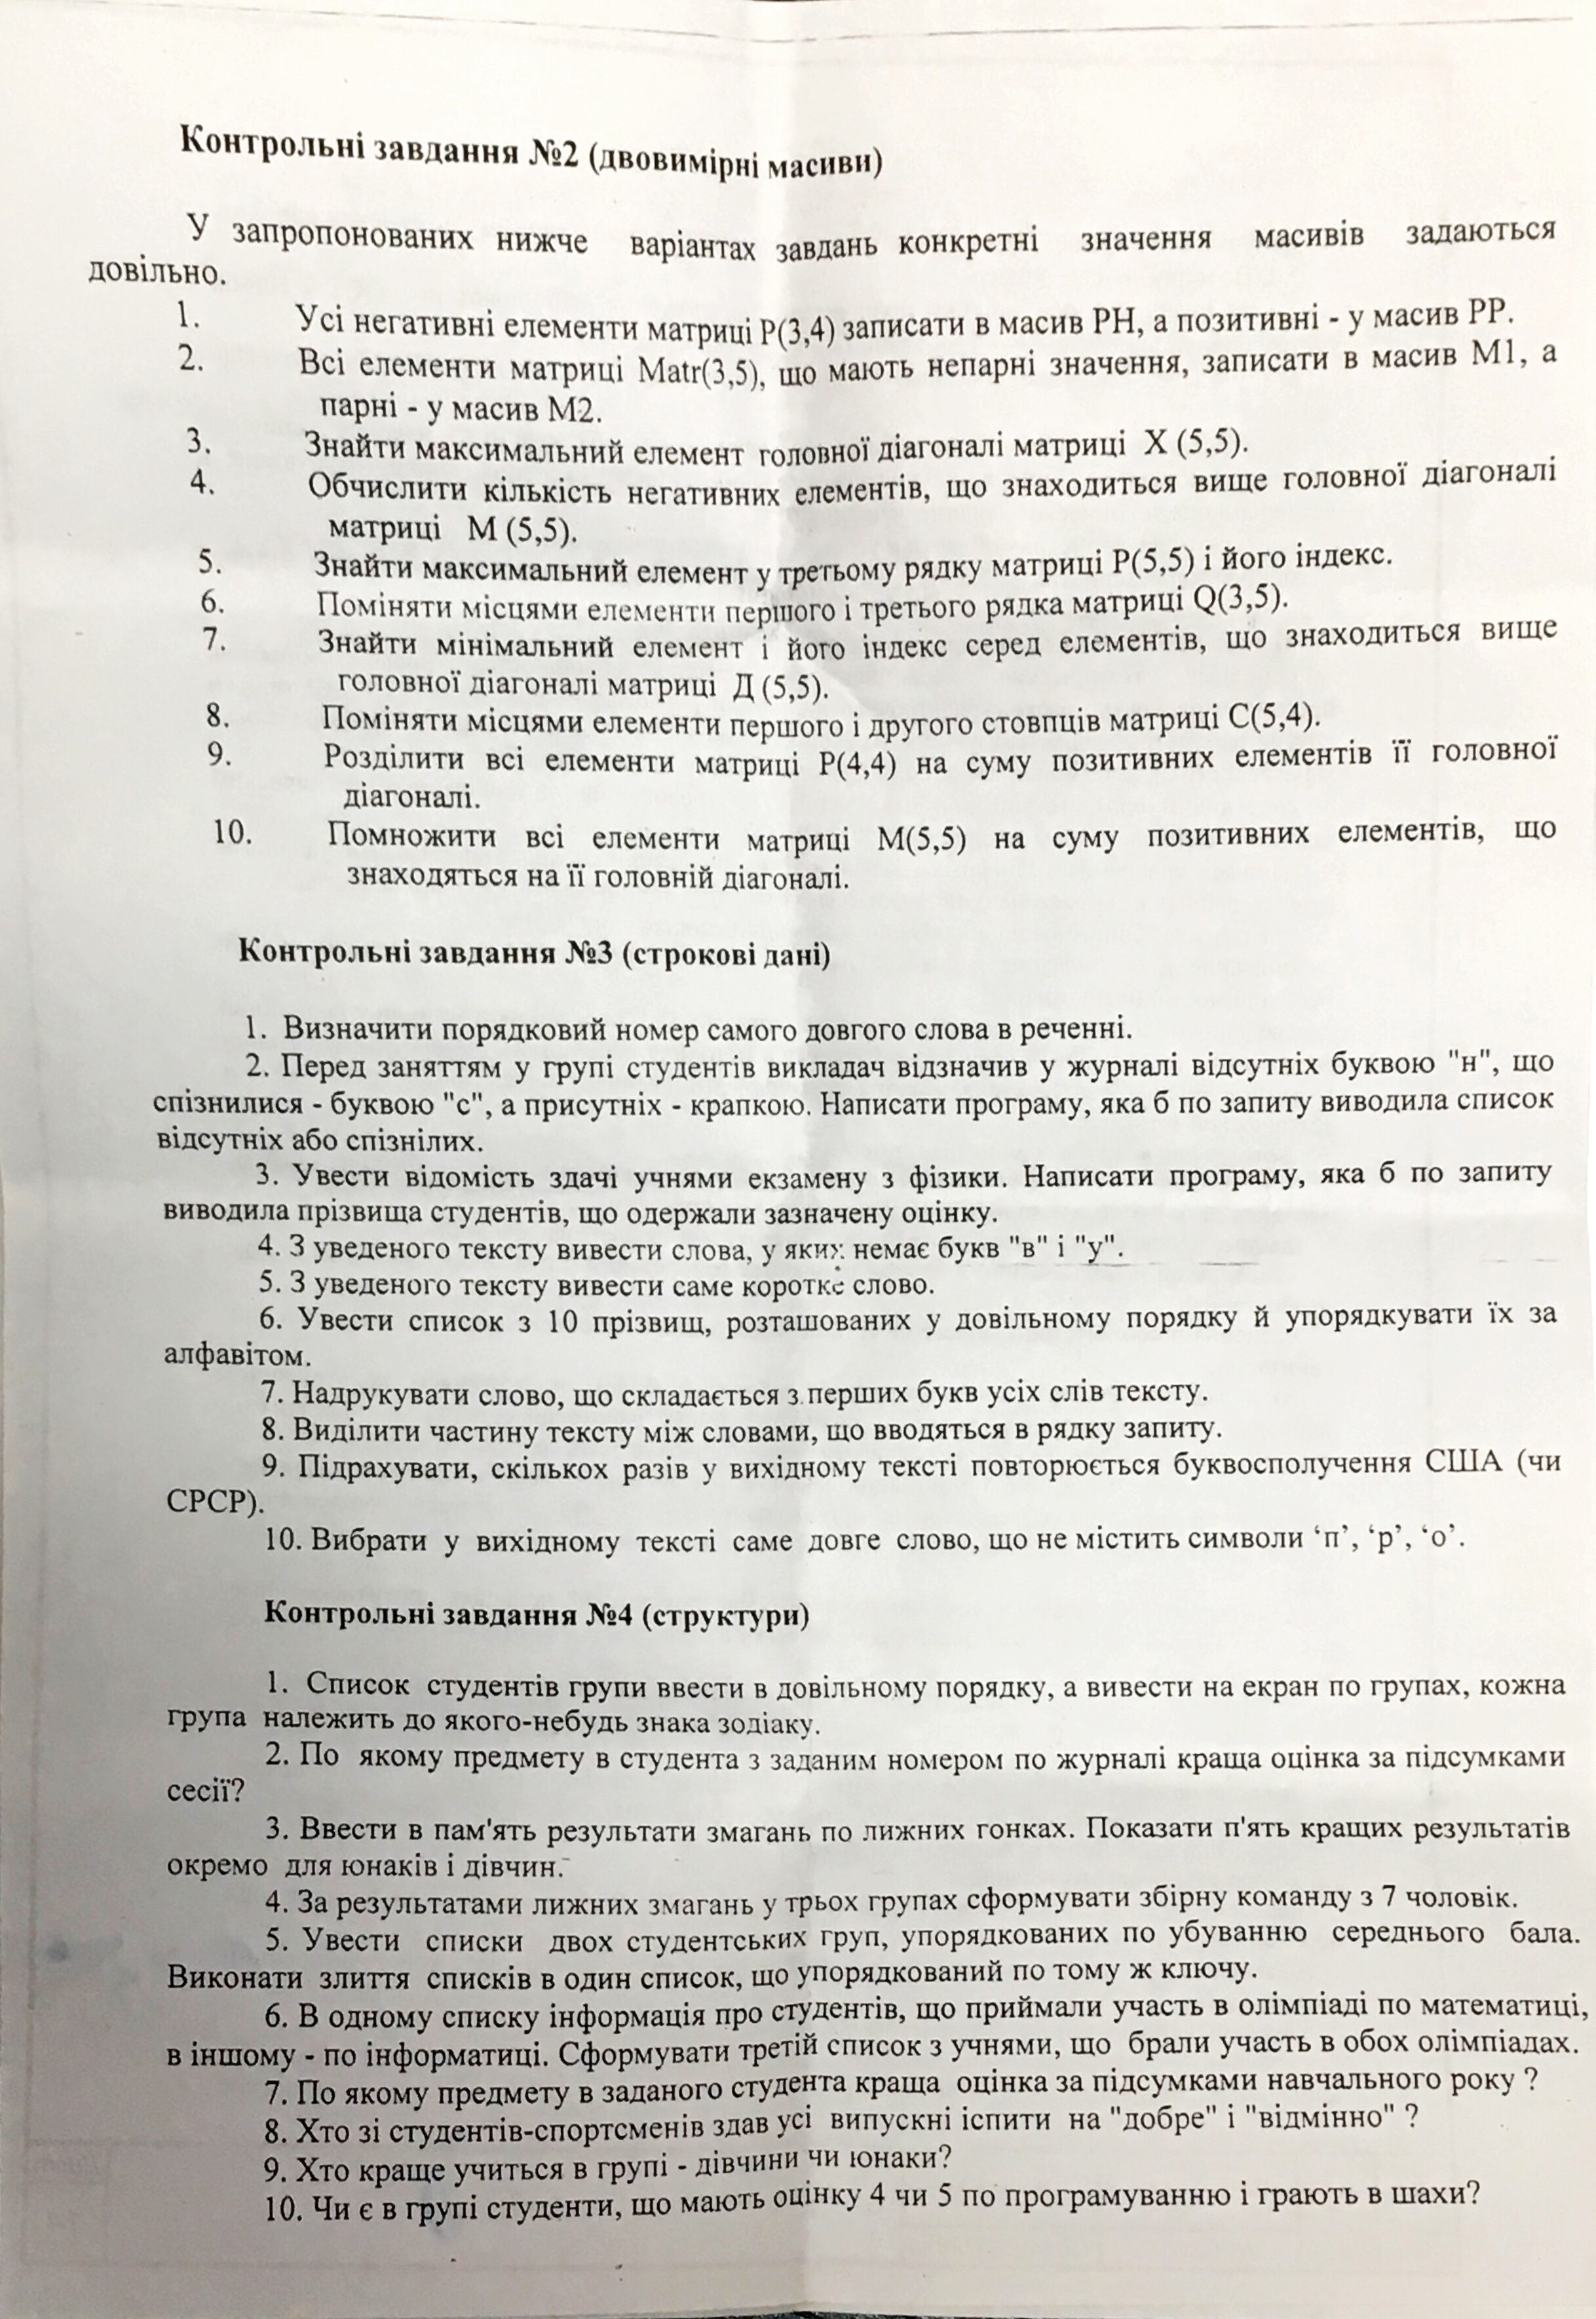 Контрольні завдання №2 (двовимірні масиви)
У запропонованих нижче варіантах завдань конкретні значення масивів задаються
довільно.
1. Усі негативні елементи матриці P(3,4) записати в масив PH, а позитивні - у масив PP.
2. Всі елементи матриці Matr(3,5), що мають непарні значення, записати в масив M1, а
парні - у масив M2.
3. Знайти максимальний елемент головної діагоналі матриці X (5,5).
4. Обчислити кількість негативних елементів, що знаходиться вище головної діагоналі
матриці M (5,5).
5. Знайти максимальний елемент у третьому рядку матриці P(5,5) і його індекс.
6. Поміняти місцями елементи першого і третього рядка матриці Q(3,5).
7. Знайти мінімальний елемент і його індекс серед елементів, що знаходиться вище
головної діагоналі матриці Д (5,5).
8. Поміняти місцями елементи першого і другого стовпців матриці C(5,4).
9. Розділити всі елементи матриці P(4,4) на суму позитивних елементів її головної
діагоналі.
10. Помножити всі елементи матриці M(5,5) на суму позитивних елементів, що
знаходяться на її головній діагоналі.
Контрольні завдання №3 (строкові дані)
1. Визначити порядковий номер самого довгого слова в реченні.
2. Перед заняттям у групі студентів викладач відзначив у журналі відсутніх буквою "н", що
спізнилися - буквою "с", а присутніх - крапкою. Написати програму, яка б по запиту виводила список
відсутніх або спізнілих.
3. Увести відомість здачі учнями екзамену з фізики. Написати програму, яка б по запиту
виводила прізвища студентів, що одержали зазначену оцінку.
4. З уведеного тексту вивести слова, у яких немає букв "в" і "у".
5. З уведеного тексту вивести саме коротке слово.
6. Увести список з 10 прізвищ, розташованих у довільному порядку й упорядкувати їх за
алфавітом.
7. Надрукувати слово, що складається з перших букв усіх слів тексту.
8. Виділити частину тексту між словами, що вводяться в рядку запиту.
9. Підрахувати, скількох разів у вихідному тексті повторюється буквосполучення США (чи
СРСР).
10. Вибрати у вихідному тексті саме довге слово, що не містить символи ‘п’, ‘р’, ‘о’.
Контрольні завдання №4 (структури)
1. Список студентів групи ввести в довільному порядку, а вивести на екран по групах, кожна
група належить до якого-небудь знака зодіаку.
2. По якому предмету в студента з заданим номером по журналі краща оцінка за підсумками
сесії?
3. Ввести в пам'ять результати змагань по лижних гонках. Показати п'ять кращих результатів
окремо для юнаків і дівчин.
4. За результатами лижних змагань у трьох групах сформувати збірну команду з 7 чоловік.
5. Увести списки двох студентських груп, упорядкованих по убуванню середнього бала.
Виконати злиття списків в один список, що упорядкований по тому ж ключу.
6. В одному списку інформація про студентів, що приймали участь в олімпіаді по математиці,
в іншому - по інформатиці. Сформувати третій список з учнями, що брали участь в обох олімпіадах.
7. По якому предмету в заданого студента краща оцінка за підсумками навчального року ?
8. Хто зі студентів-спортсменів здав усі випускні іспити на "добре" і "відмінно" ?
9. Хто краще учиться в групі - дівчини чи юнаки?
10. Чи є в групі студенти, що мають оцінку 4 чи 5 по програмуванню і грають в шахи?